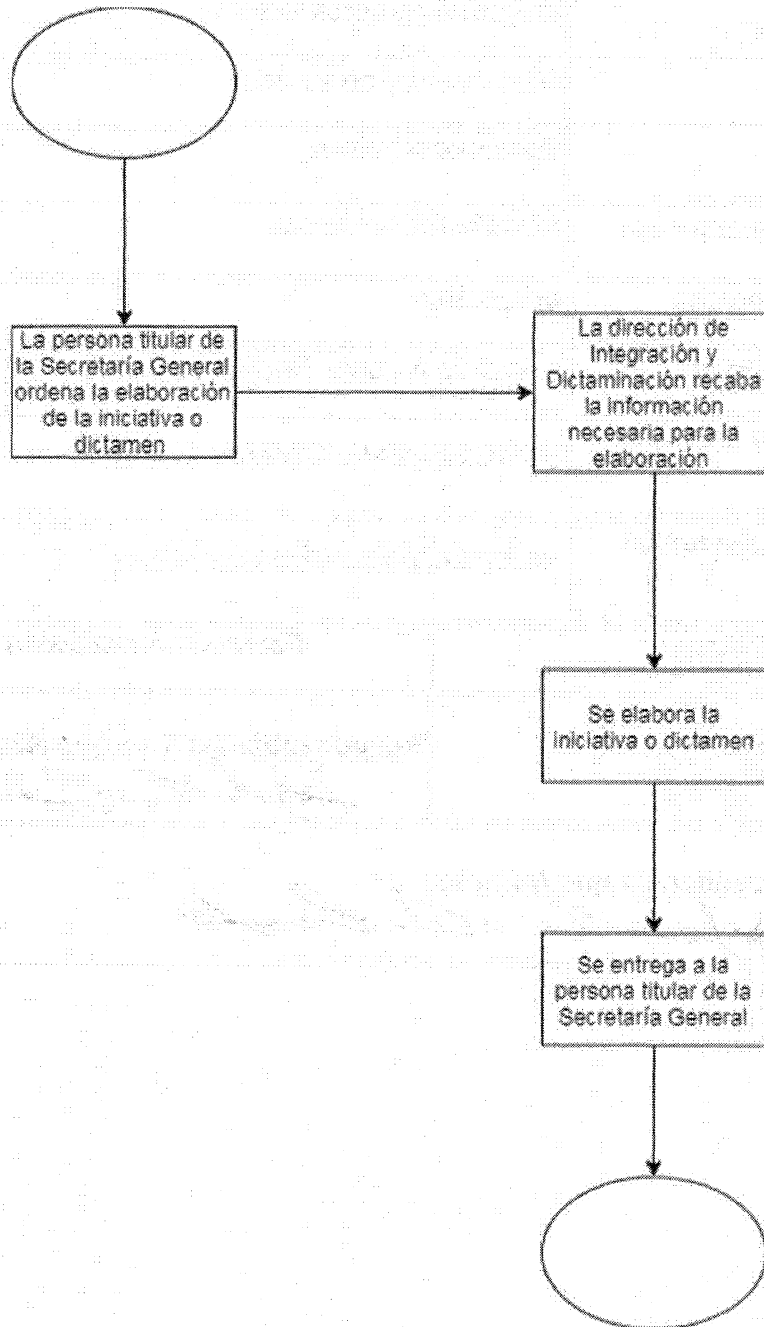 La persona titular de
la Secretaría General
ordena la elaboración
de la iniciativa o
dictamen
La dirección de
Integración y
Dictaminación recaba
la información
necesaria para la
elaboración
Se elabora la
iniciativa o dictamen
Se entrega a la
persona titular de la
Secretaría General